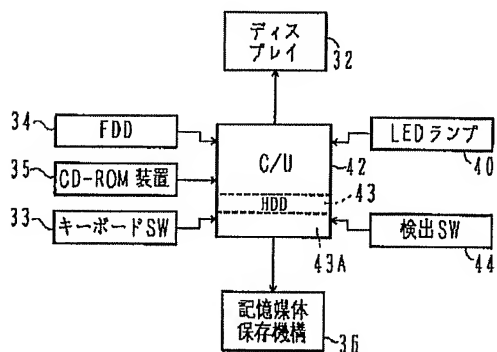 ディス
プレイ
32
34
FDD
35
CD-ROM 装置
33
キーボードSW
C/U
42
HDD
43
43A
LEDランプ
40
検出SW
44
記憶媒体
保存機構
36